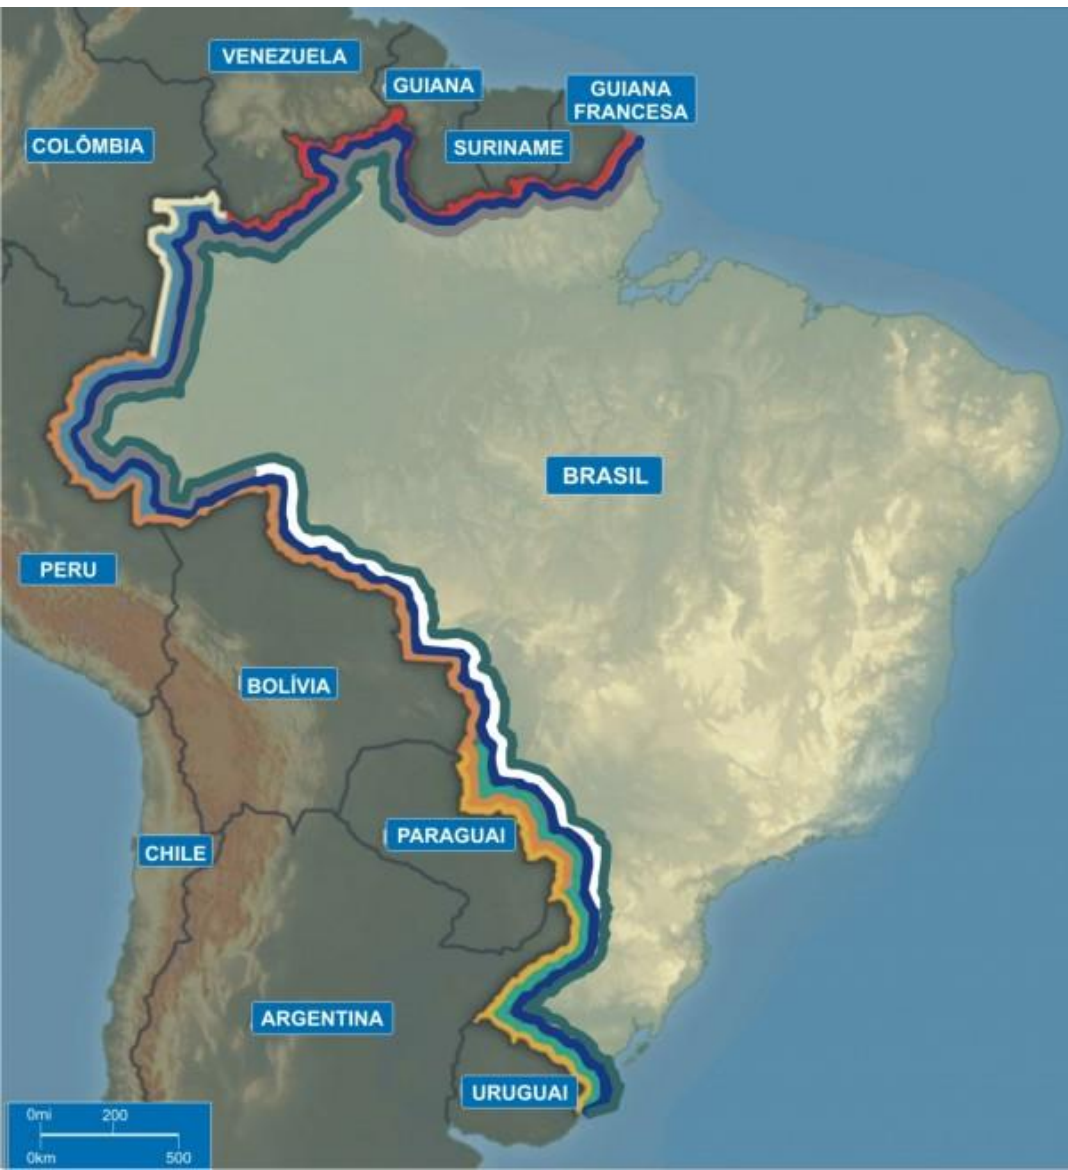 VENEZUELA
GUIANA
GUIANA
FRANCESA
COLÔMBIA
SURINAME
BRASIL
PERU
BOLÍVIA
PARAGUAI
CHILE
ARGENTINA
URUGUAI
0mi 200
0km 500